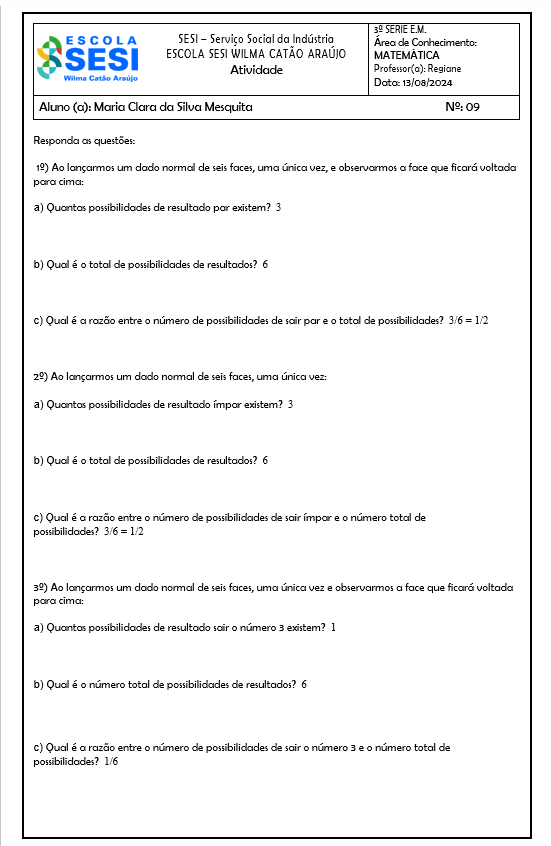 ESCOLA
SESI
Wilma Catão Araújo
SESI – Serviço Social da Indústria
ESCOLA SESI WILMA CATÃO ARAÚJO
Atividade
3ª SERIE E.M.
Área de Conhecimento:
MATEMÁTICA
Professor(a): Regiane
Data: 13/08/2024
Aluno (a): Maria Clara da Silva Mesquita Nº: 09
Responda as questões:
1º) Ao lançarmos um dado normal de seis faces, uma única vez, e observarmos a face que ficará voltada
para cima:
a) Quantas possibilidades de resultado par existem? 3
b) Qual é o total de possibilidades de resultados? 6
c) Qual é a razão entre o número de possibilidades de sair par e o total de possibilidades? 3/6 = 1/2
2º) Ao lançarmos um dado normal de seis faces, uma única vez:
a) Quantas possibilidades de resultado ímpar existem? 3
b) Qual é o total de possibilidades de resultados? 6
c) Qual é a razão entre o número de possibilidades de sair ímpar e o número total de
possibilidades? 3/6 = 1/2
3º) Ao lançarmos um dado normal de seis faces, uma única vez e observarmos a face que ficará voltada
para cima:
a) Quantas possibilidades de resultado sair o número 3 existem? 1
b) Qual é o número total de possibilidades de resultados? 6
c) Qual é a razão entre o número de possibilidades de sair o número 3 e o número total de
possibilidades? 1/6